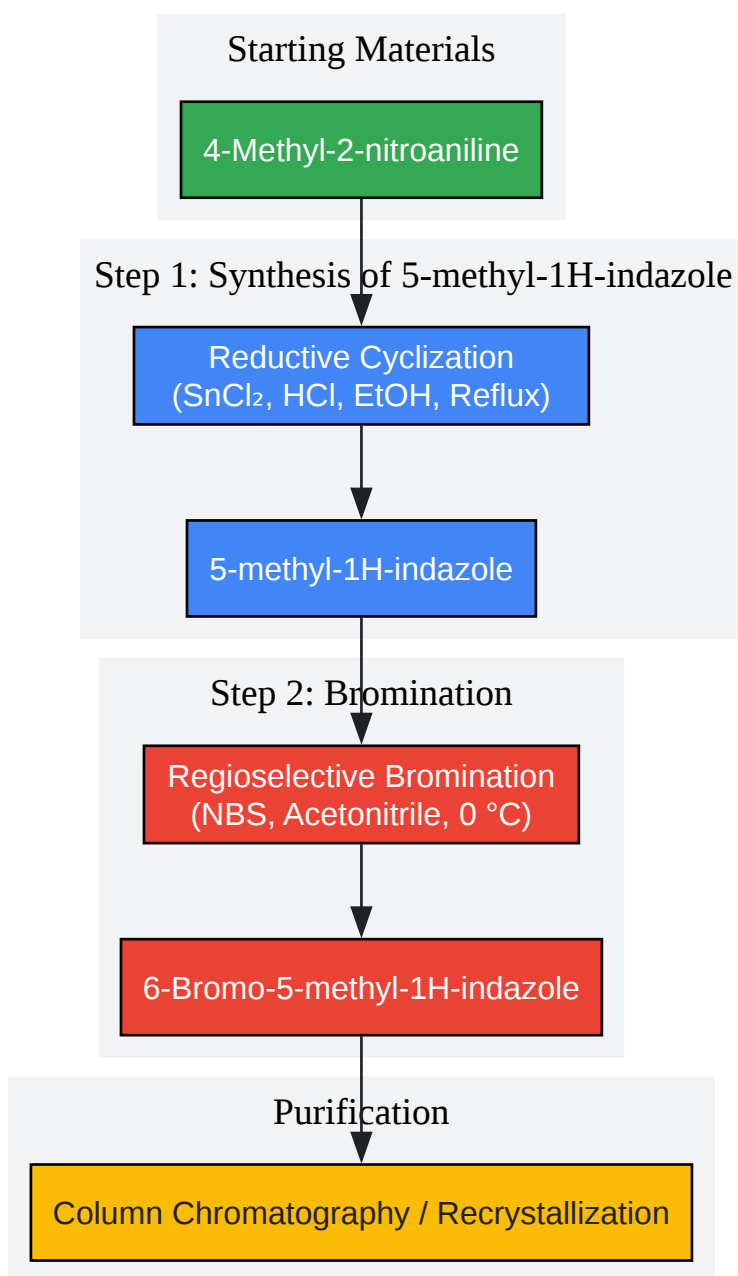 Starting Materials
4-Methyl-2-nitroaniline
Step 1: Synthesis of 5-methyl-1H-indazole
Reductive Cyclization
(SnCl₂, HCl, EtOH, Reflux)
5-methyl-1H-indazole
Step 2: Bromination
Regioselective Bromination
(NBS, Acetonitrile, 0 °C)
6-Bromo-5-methyl-1H-indazole
Purification
Column Chromatography / Recrystallization